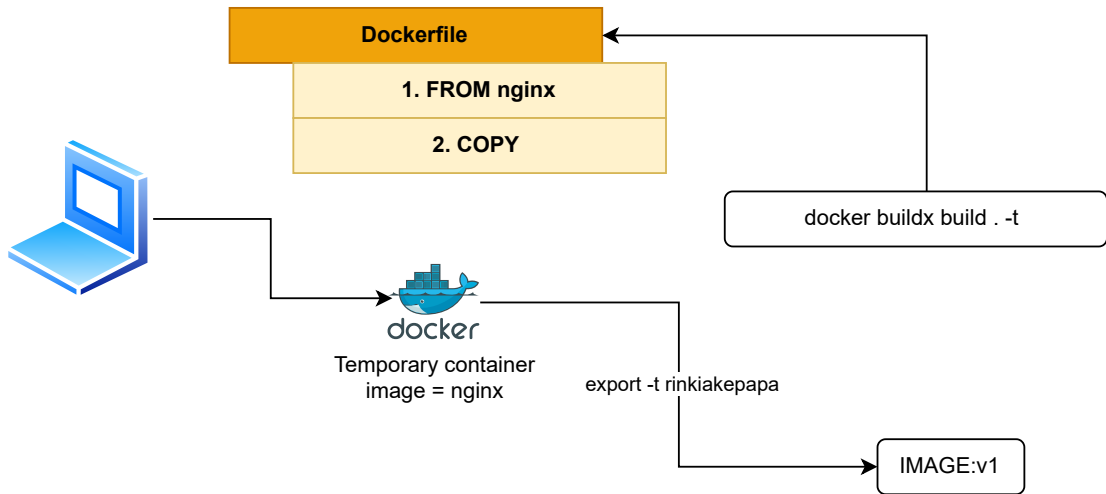 Dockerfile
1. FROM nginx
2. COPY
docker buildx build . -t
docker
Temporary container
image = nginx
export -t rinkiakepapa
IMAGE:v1